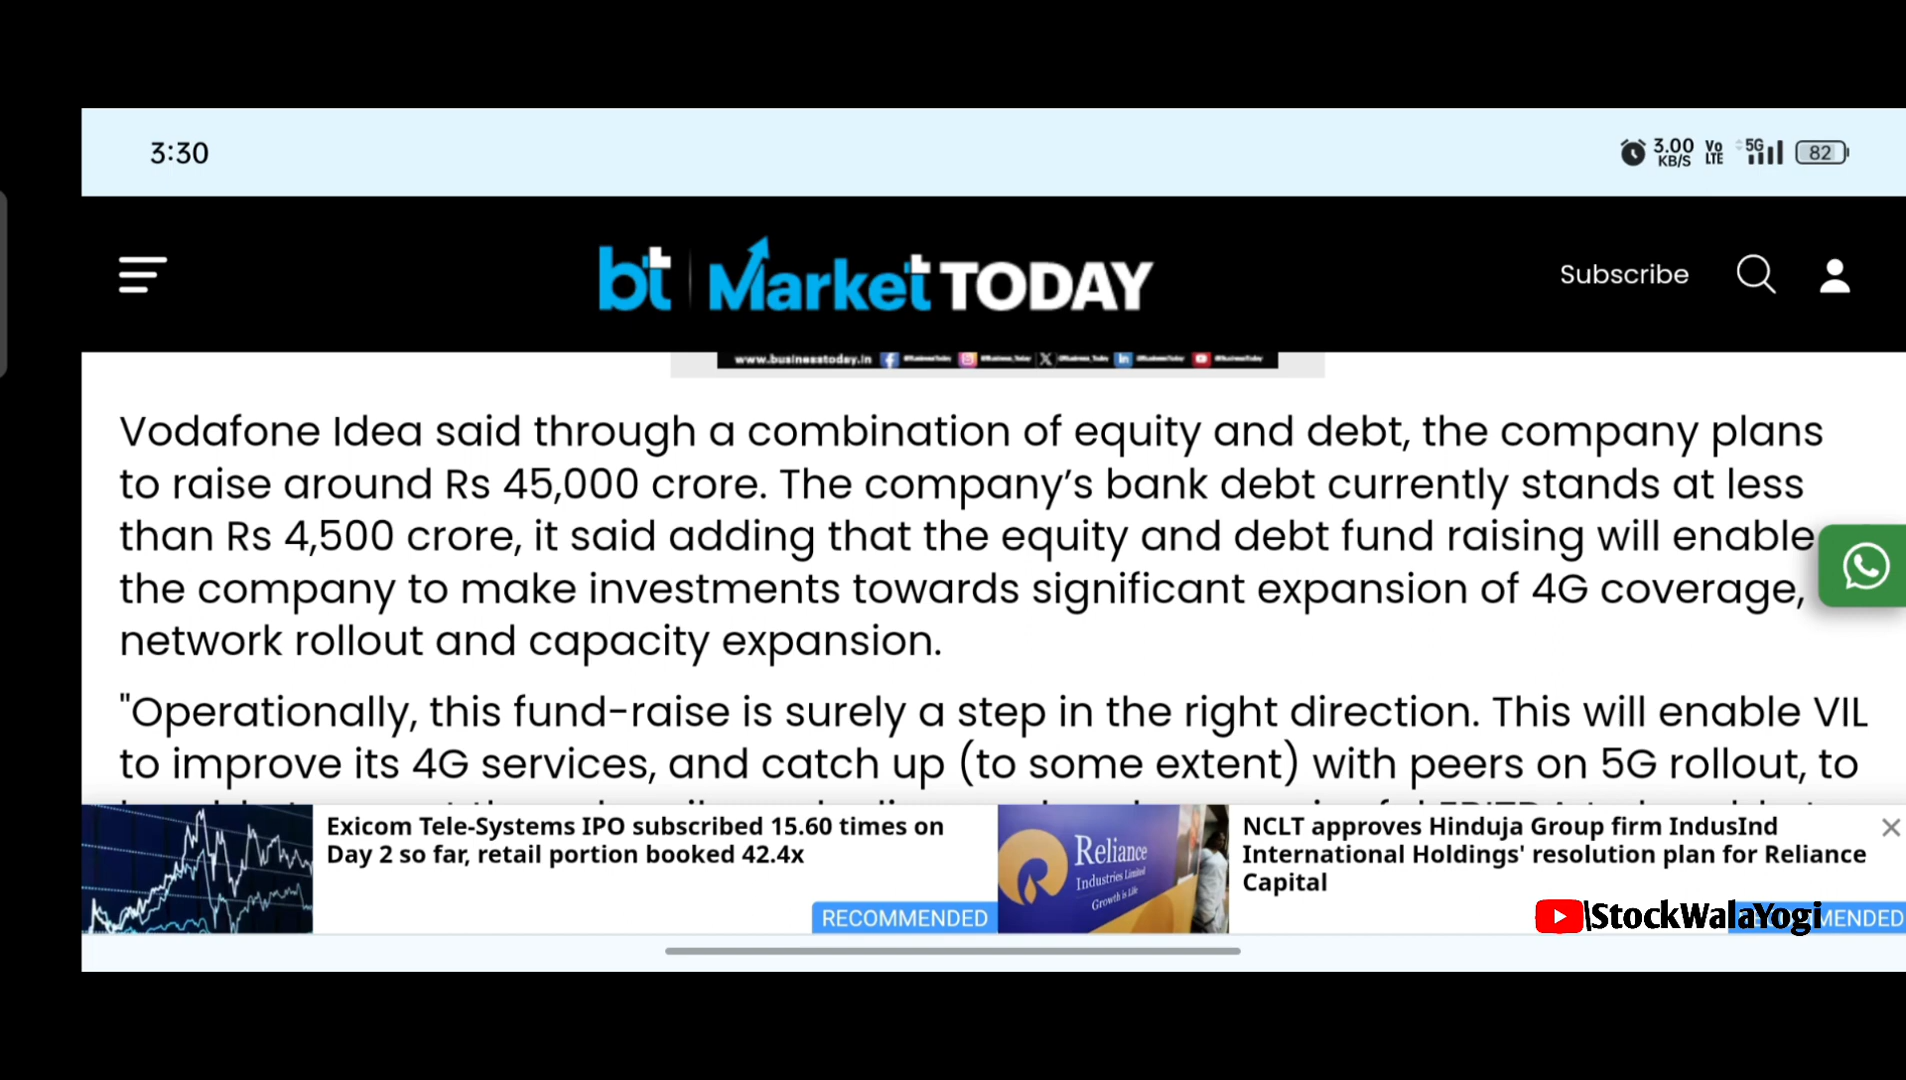 3:30
3.00
KB/S
Vo
LTE
5G
82
bt
Market TODAY
Subscribe
www.businesstoday.in
Vodafone Idea said through a combination of equity and debt, the company plans
to raise around Rs 45,000 crore. The company’s bank debt currently stands at less
than Rs 4,500 crore, it said adding that the equity and debt fund raising will enable
the company to make investments towards significant expansion of 4G coverage,
network rollout and capacity expansion.
"Operationally, this fund-raise is surely a step in the right direction. This will enable VIL
to improve its 4G services, and catch up (to some extent) with peers on 5G rollout, to
Exicom Tele-Systems IPO subscribed 15.60 times on
Day 2 so far, retail portion booked 42.4x
RECOMMENDED
Reliance
Industries Limited
Growth is Life
NCLT approves Hinduja Group firm IndusInd
International Holdings' resolution plan for Reliance
Capital
\StockWalaYogi